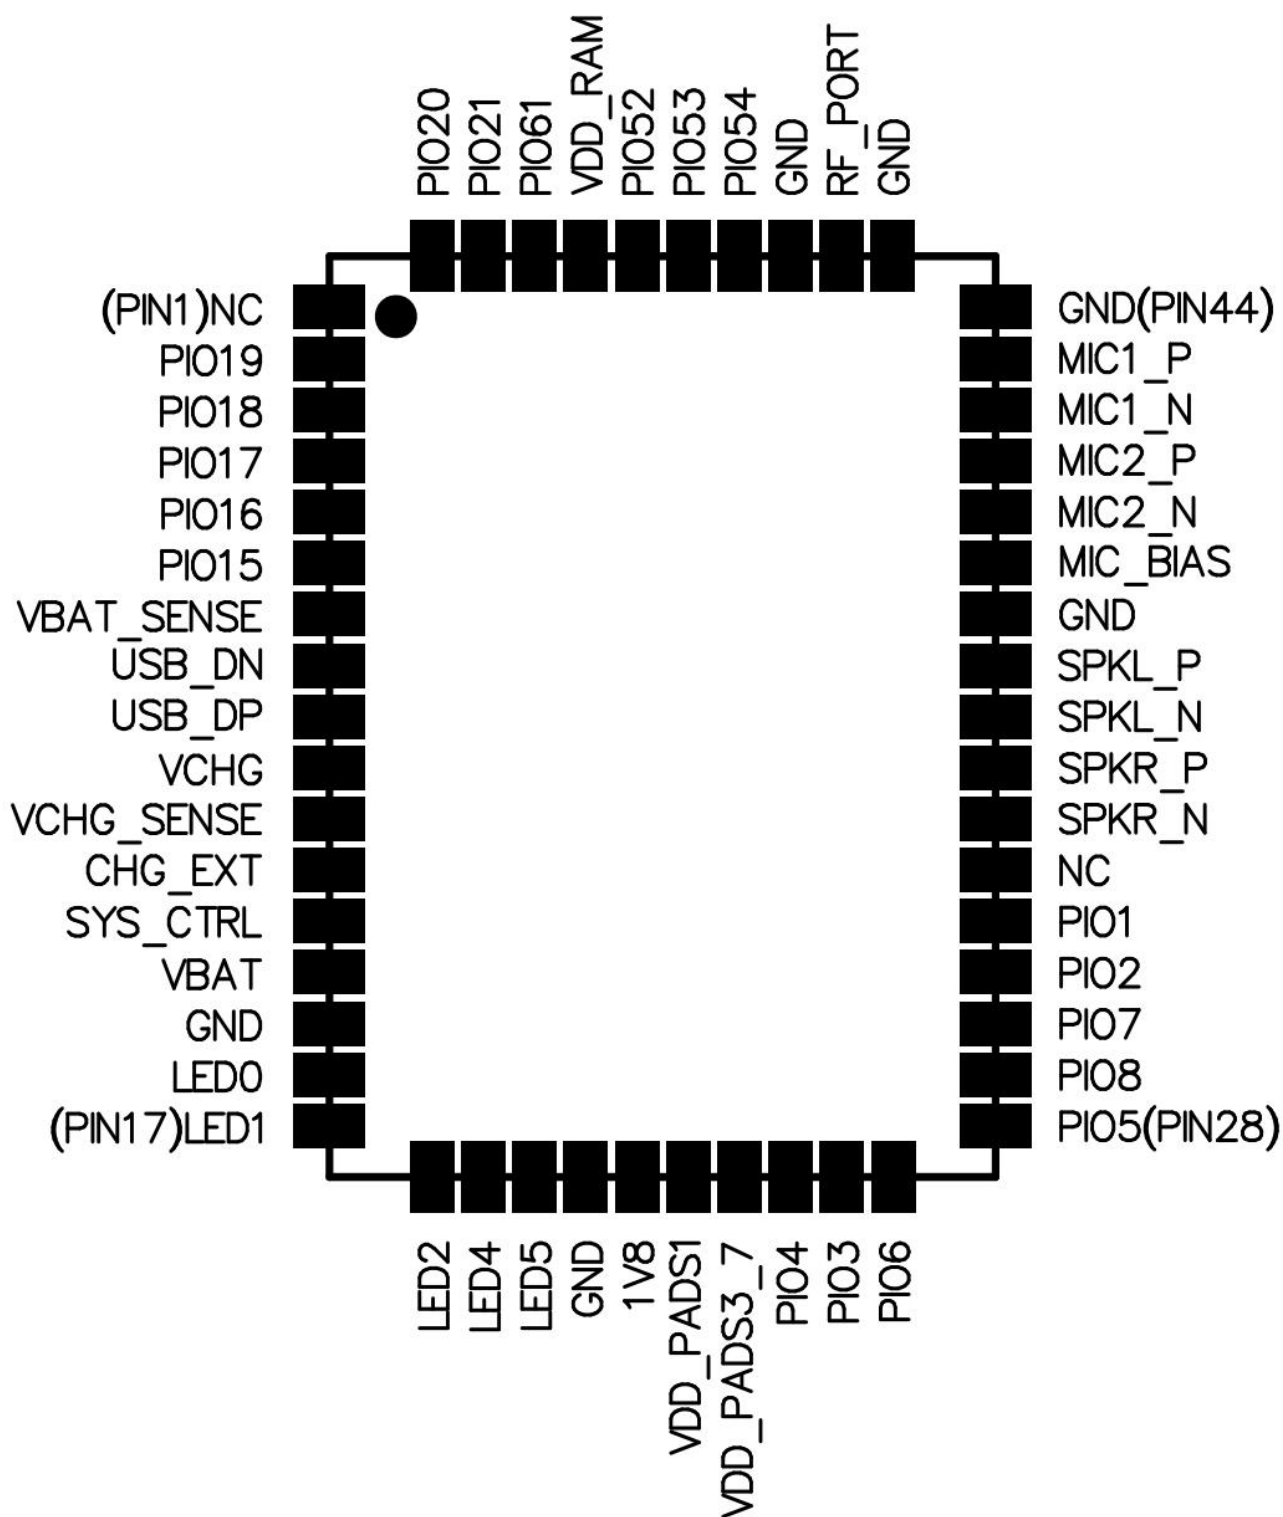 PIO20
PIO21
PIO61
VDD_RAM
PIO52
PIO53
PIO54
GND
RF_PORT
GND
(PIN1)NC
PIO19
PIO18
PIO17
PIO16
PIO15
VBAT_SENSE
USB_DN
USB_DP
VCHG
VCHG_SENSE
CHG_EXT
SYS_CTRL
VBAT
GND
LED0
(PIN17)LED1
GND(PIN44)
MIC1_P
MIC1_N
MIC2_P
MIC2_N
MIC_BIAS
GND
SPKL_P
SPKL_N
SPKR_P
SPKR_N
NC
PIO1
PIO2
PIO7
PIO8
PIO5(PIN28)
LED2
LED4
LED5
GND
1V8
VDD_PADS1
VDD_PADS3_7
PIO4
PIO3
PIO6